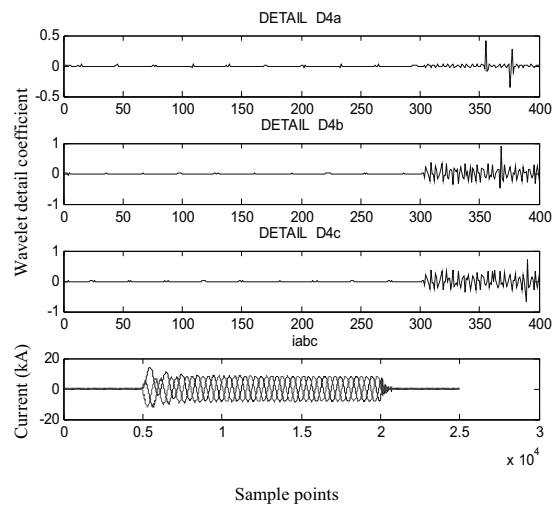 DETAIL D4a
0.5
0
-0.5
0 50 100 150 200 250 300 350 400
DETAIL D4b
1
0
-1
0 50 100 150 200 250 300 350 400
DETAIL D4c
1
0
-1
0 50 100 150 200 250 300 350 400
Wavelet detail coefficient
iabc
20
0
-20
0 0.5 1 1.5 2 2.5 3
x 10^4
Current (kA)
Sample points